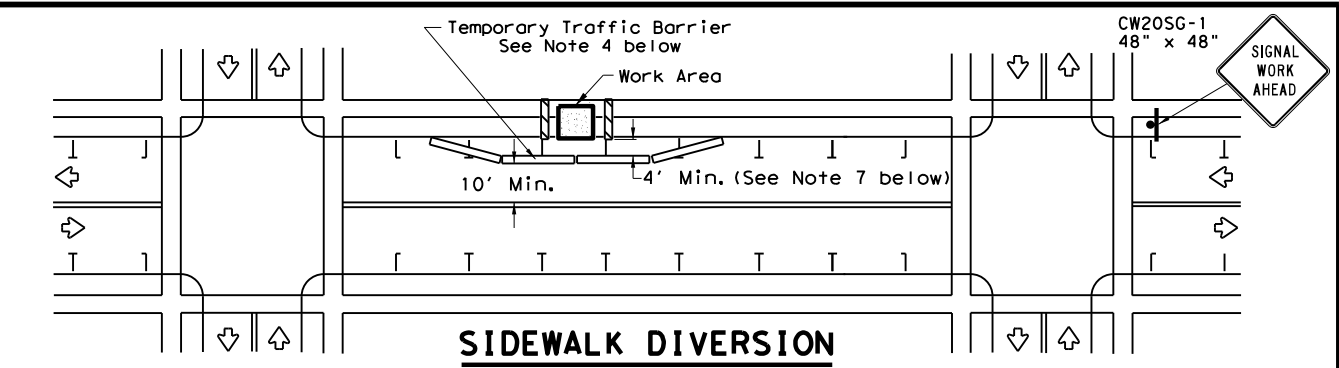 Temporary Traffic Barrier
See Note 4 below
Work Area
CW20SG-1
48" x 48"
SIGNAL
WORK
AHEAD
10' Min.
4' Min. (See Note 7 below)
SIDEWALK DIVERSION